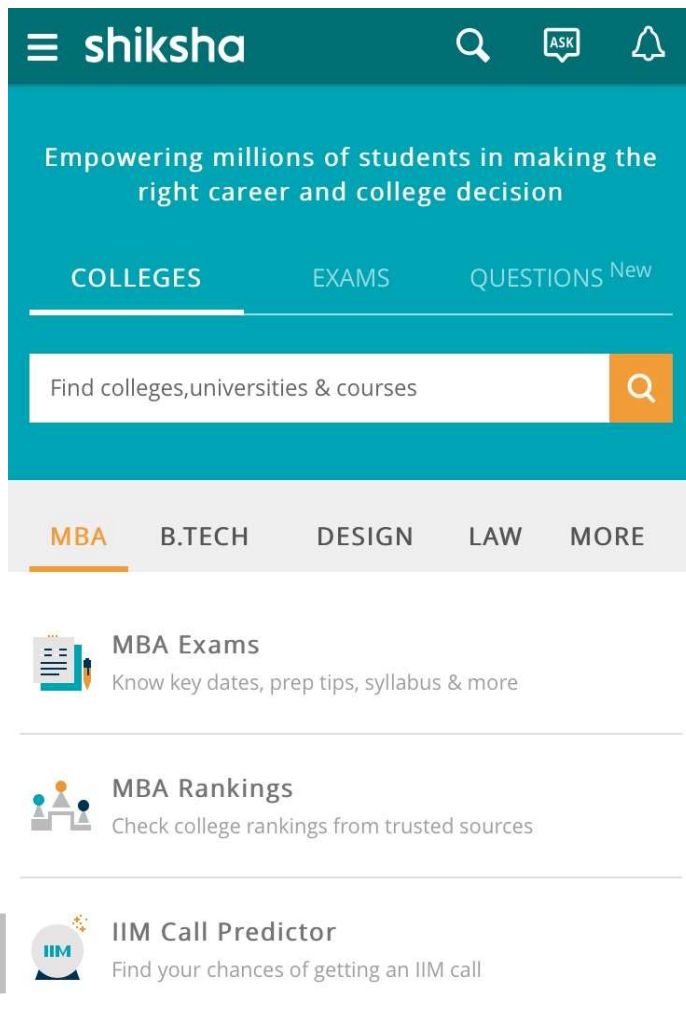 shiksha
ASK
Empowering millions of students in making the
right career and college decision
COLLEGES EXAMS QUESTIONS New
Find colleges,universities & courses
MBA B.TECH DESIGN LAW MORE
MBA Exams
Know key dates, prep tips, syllabus & more
MBA Rankings
Check college rankings from trusted sources
IIM
IIM Call Predictor
Find your chances of getting an IIM call